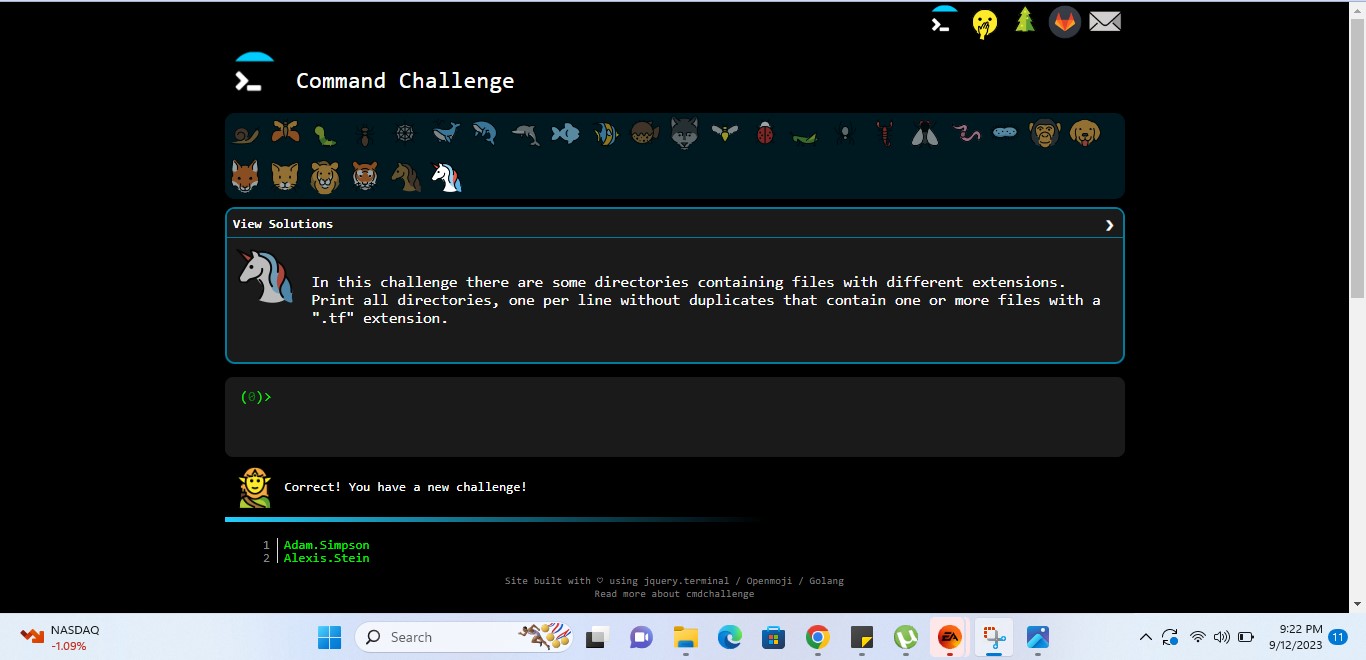 Command Challenge
View Solutions
In this challenge there are some directories containing files with different extensions.
Print all directories, one per line without duplicates that contain one or more files with a
".tf" extension.
(0)>
Correct! You have a new challenge!
1 Adam.Simpson
2 Alexis.Stein
Site built with ♡ using jquery.terminal / Openmoji / Golang
Read more about cmdchallenge
NASDAQ
-1.09%
Search
EA
9:22 PM
9/12/2023
11